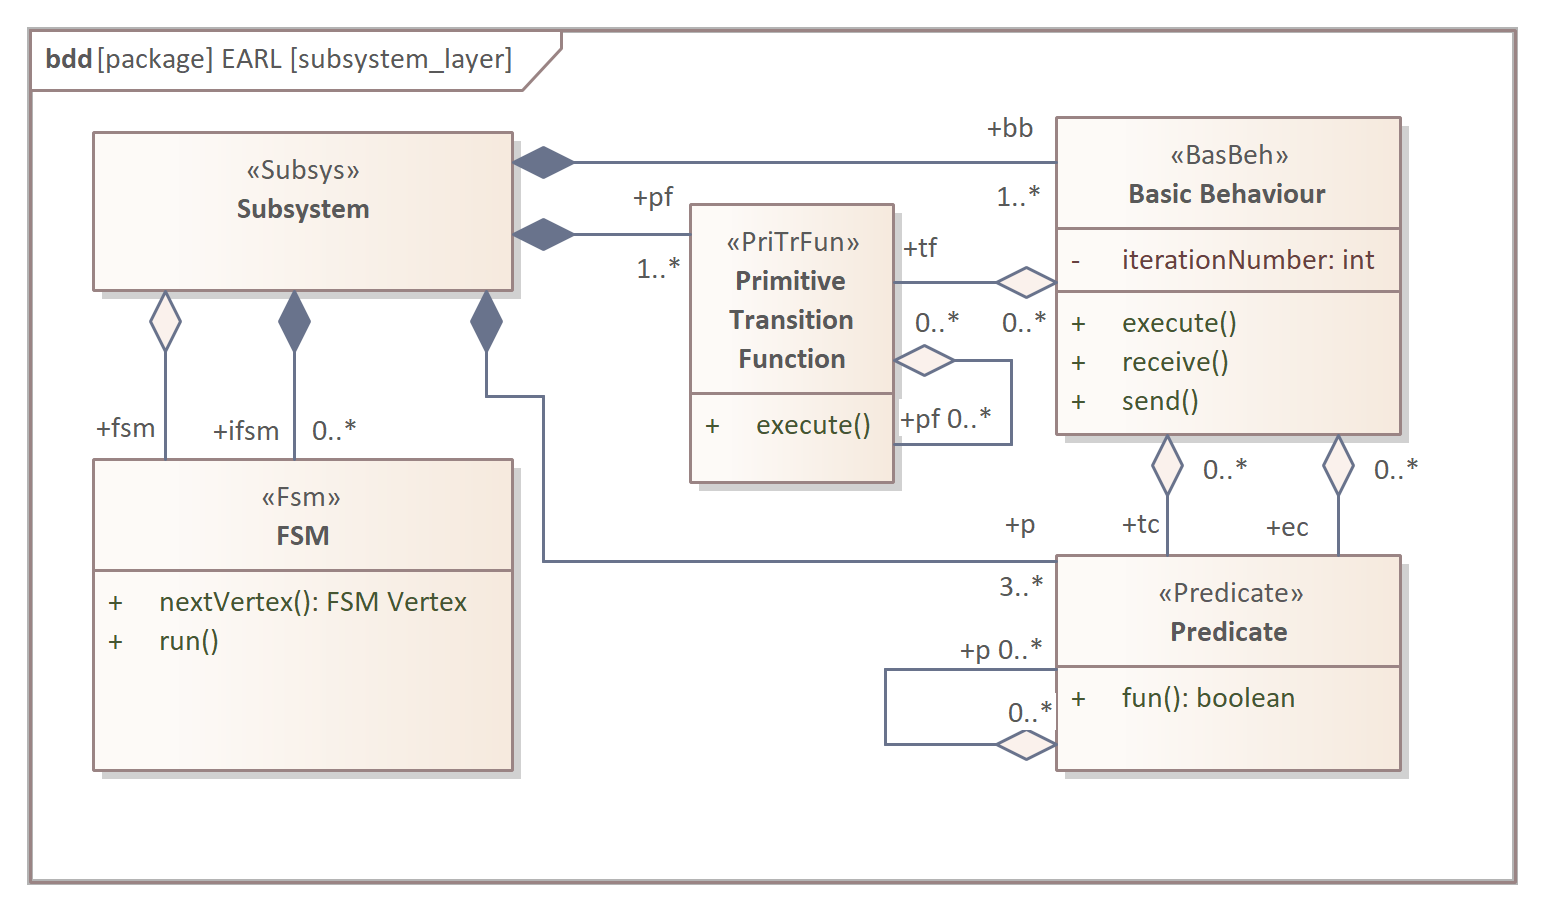 bdd [package] EARL [subsystem_layer]
«Subsys»
Subsystem
+bb
1..*
+pf
1..*
«BasBeh»
Basic Behaviour
- iterationNumber: int
+ execute()
+ receive()
+ send()
«PriTrFun»
Primitive
Transition
Function
+ execute()
+tf
0..* 0..*
+pf 0..*
+fsm
+ifsm 0..*
0..* 0..*
+tc +ec
«Fsm»
FSM
+ nextVertex(): FSM Vertex
+ run()
+p
3..*
+p 0..*
0..*
«Predicate»
Predicate
+ fun(): boolean